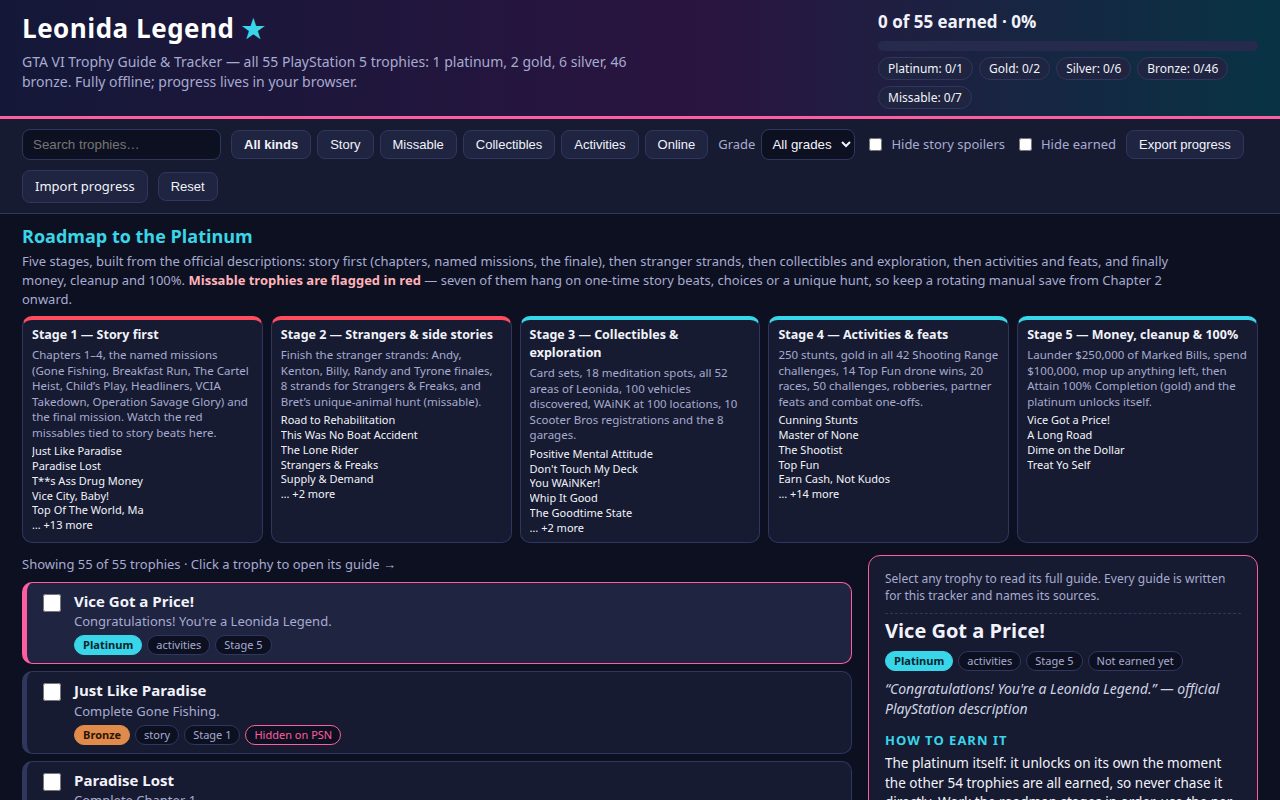 Leonida Legend ★
GTA VI Trophy Guide & Tracker — all 55 PlayStation 5 trophies: 1 platinum, 2 gold, 6 silver, 46
bronze. Fully offline; progress lives in your browser.
0 of 55 earned · 0%
Platinum: 0/1
Gold: 0/2
Silver: 0/6
Bronze: 0/46
Missable: 0/7
Search trophies…
All kinds
Story
Missable
Collectibles
Activities
Online
Grade
All grades
Hide story spoilers
Hide earned
Export progress
Import progress
Reset
Roadmap to the Platinum
Five stages, built from the official descriptions: story first (chapters, named missions, the finale), then stranger strands, then collectibles and exploration, then activities and feats, and finally
money, cleanup and 100%. Missable trophies are flagged in red — seven of them hang on one-time story beats, choices or a unique hunt, so keep a rotating manual save from Chapter 2
onward.
Stage 1 — Story first
Chapters 1–4, the named missions
(Gone Fishing, Breakfast Run, The Cartel
Heist, Child's Play, Headliners, VCIA
Takedown, Operation Savage Glory) and
the final mission. Watch the red
missables tied to story beats here.
Just Like Paradise
Paradise Lost
T**s Ass Drug Money
Vice City, Baby!
Top Of The World, Ma
… +13 more
Stage 2 — Strangers & side stories
Finish the stranger strands: Andy,
Kenton, Billy, Randy and Tyrone finales,
8 strands for Strangers & Freaks, and
Bret's unique-animal hunt (missable).
Road to Rehabilitation
This Was No Boat Accident
The Lone Rider
Strangers & Freaks
Supply & Demand
… +2 more
Stage 3 — Collectibles &
exploration
Card sets, 18 meditation spots, all 52
areas of Leonida, 100 vehicles
discovered, WAiNK at 100 locations, 10
Scooter Bros registrations and the 8
garages.
Positive Mental Attitude
Don't Touch My Deck
You WAiNKer!
Whip It Good
The Goodtime State
… +2 more
Stage 4 — Activities & feats
250 stunts, gold in all 42 Shooting Range
challenges, 14 Top Fun drone wins, 20
races, 50 challenges, robberies, partner
feats and combat one-offs.
Cunning Stunts
Master of None
The Shootist
Top Fun
Earn Cash, Not Kudos
… +14 more
Stage 5 — Money, cleanup & 100%
Launder $250,000 of Marked Bills, spend
$100,000, mop up anything left, then
Attain 100% Completion (gold) and the
platinum unlocks itself.
Vice Got a Price!
A Long Road
Dime on the Dollar
Treat Yo Self
Showing 55 of 55 trophies · Click a trophy to open its guide →
Vice Got a Price!
Congratulations! You're a Leonida Legend.
Platinum
activities
Stage 5
Just Like Paradise
Complete Gone Fishing.
Bronze
story
Stage 1
Hidden on PSN
Paradise Lost
Complete Chapter 1.
Select any trophy to read its full guide. Every guide is written
for this tracker and names its sources.
Vice Got a Price!
Platinum
activities
Stage 5
Not earned yet
“Congratulations! You're a Leonida Legend.” — official
PlayStation description
HOW TO EARN IT
The platinum itself: it unlocks on its own the moment
the other 54 trophies are all earned, so never chase it
directly. Work the roadmap stages in order, use the per-